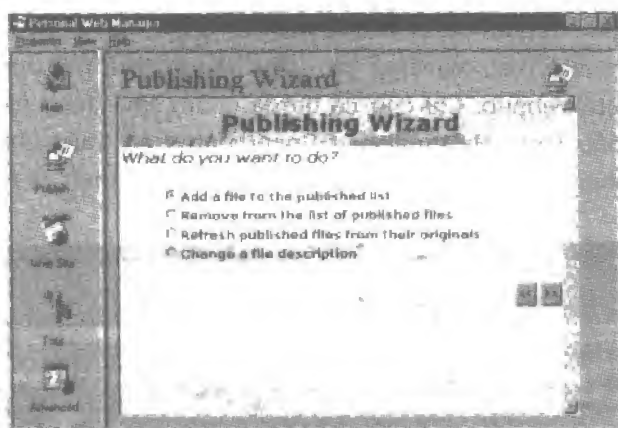 Personal Web Manager
View Help
Main
Publish
Web Site
Tour
Advanced
Publishing Wizard
Publishing Wizard
What do you want to do?
Add a file to the published list
Remove from the list of published files
Refresh published files from their originals
Change a file description
<< >>